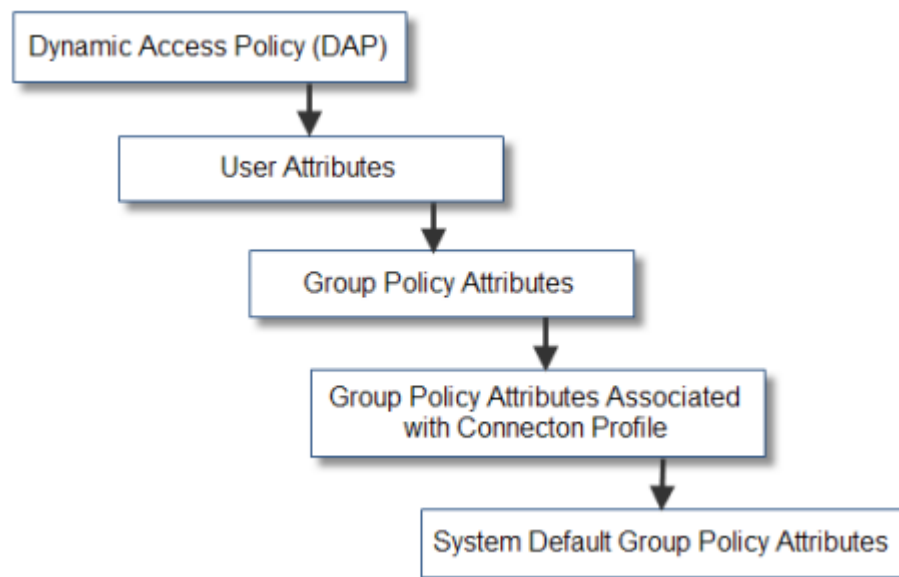 Dynamic Access Policy (DAP)
User Attributes
Group Policy Attributes
Group Policy Attributes Associated
with Connecton Profile
System Default Group Policy Attributes